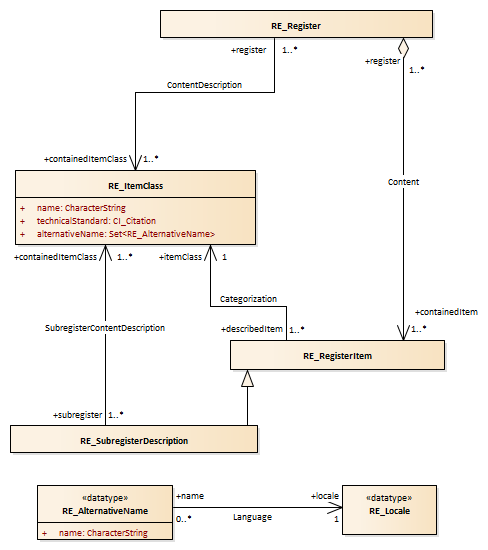 RE_Register
+register 1..* +register
1..*
ContentDescription
+containedItemClass 1..*
RE_ItemClass
+ name: CharacterString
+ technicalStandard: CI_Citation
+ alternativeName: Set<RE_AlternativeName>
Content
+containedItemClass 1..* +itemClass 1
Categorization
+containedItem
SubregisterContentDescription +describedItem 1..* 1..*
RE_RegisterItem
+subregister 1..*
RE_SubregisterDescription
«datatype» +name +locale «datatype»
RE_AlternativeName RE_Locale
0..* Language 1
+ name: CharacterString